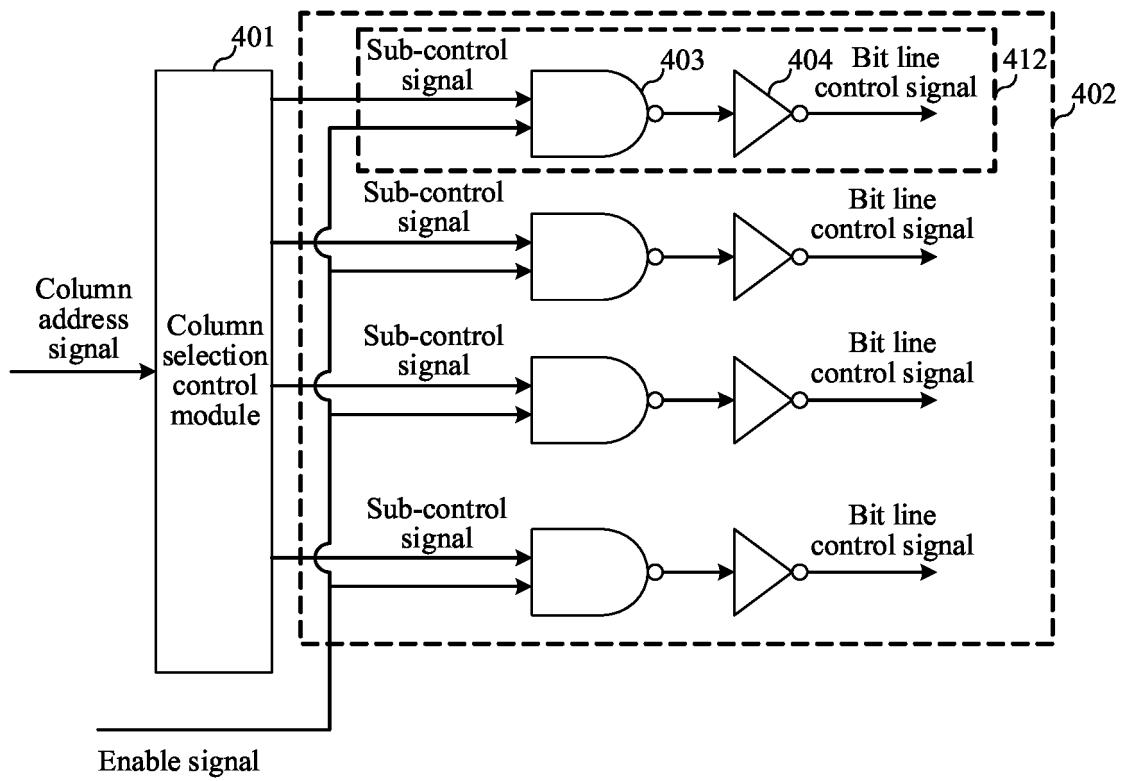 401
Sub-control
signal
403
404
Bit line
control signal
412
402
Sub-control
signal
Bit line
control signal
Column
address
signal
Column
selection
control
module
Sub-control
signal
Bit line
control signal
Sub-control
signal
Bit line
control signal
Enable signal